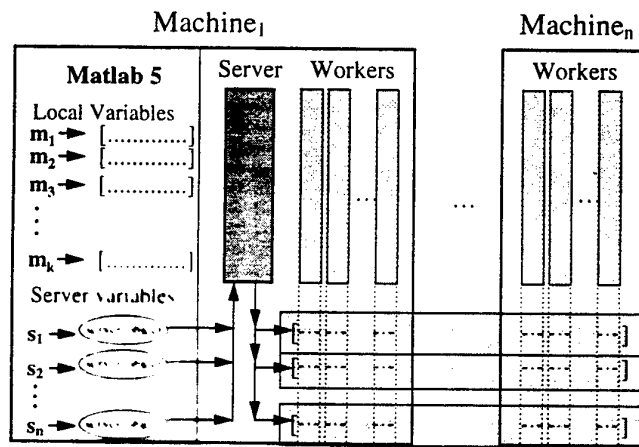 Machine₁ Machineₙ
Matlab 5 Server Workers Workers
Local Variables
m₁ [............]
m₂ [............]
m₃ [............]
⋮
... ... ...
mₖ [............]
Server variables
s₁
s₂
⋮
sₙ